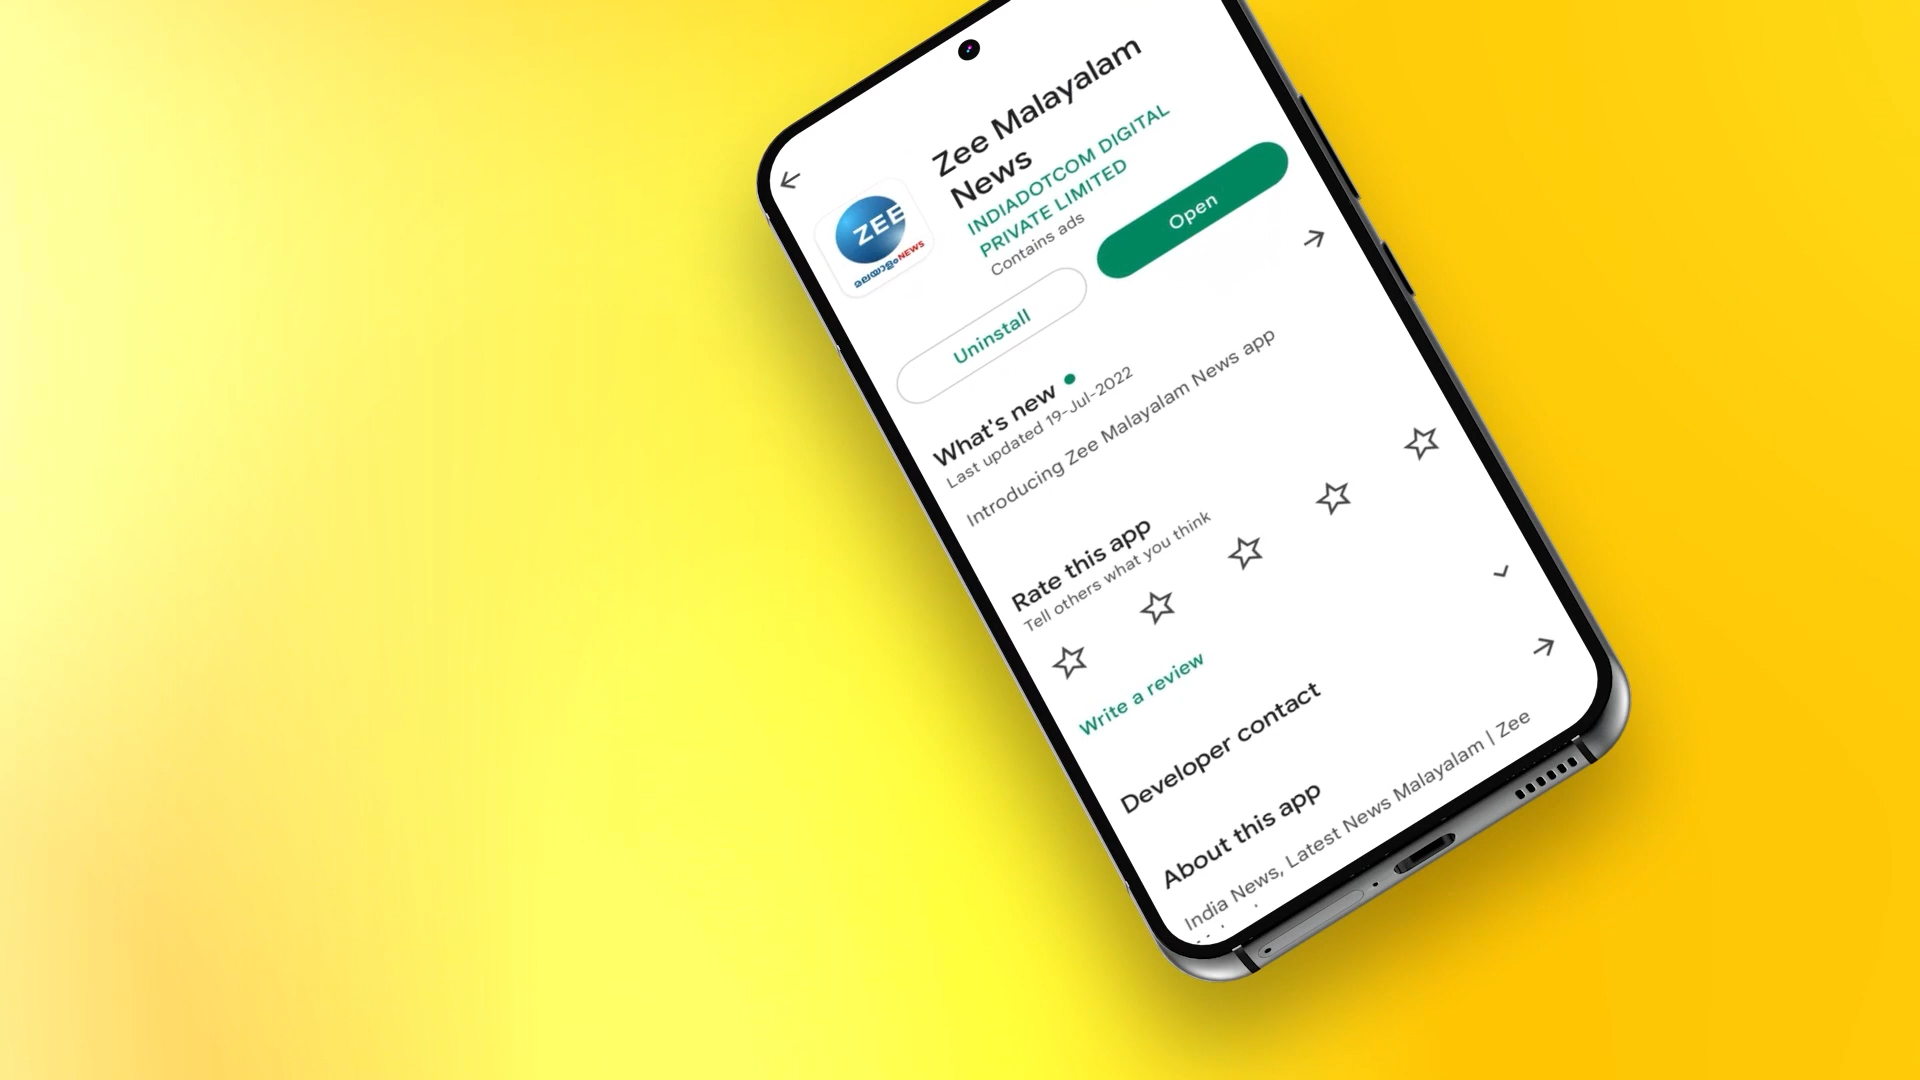 Zee Malayalam
News
INDIADOTCOM DIGITAL
PRIVATE LIMITED
Contains ads
ZEE
മലയാളം NEWS
Uninstall
Open
What's new
Last updated 19-Jul-2022
Introducing Zee Malayalam News app
Rate this app
Tell others what you think
Write a review
Developer contact
About this app
India News, Latest News Malayalam | Zee